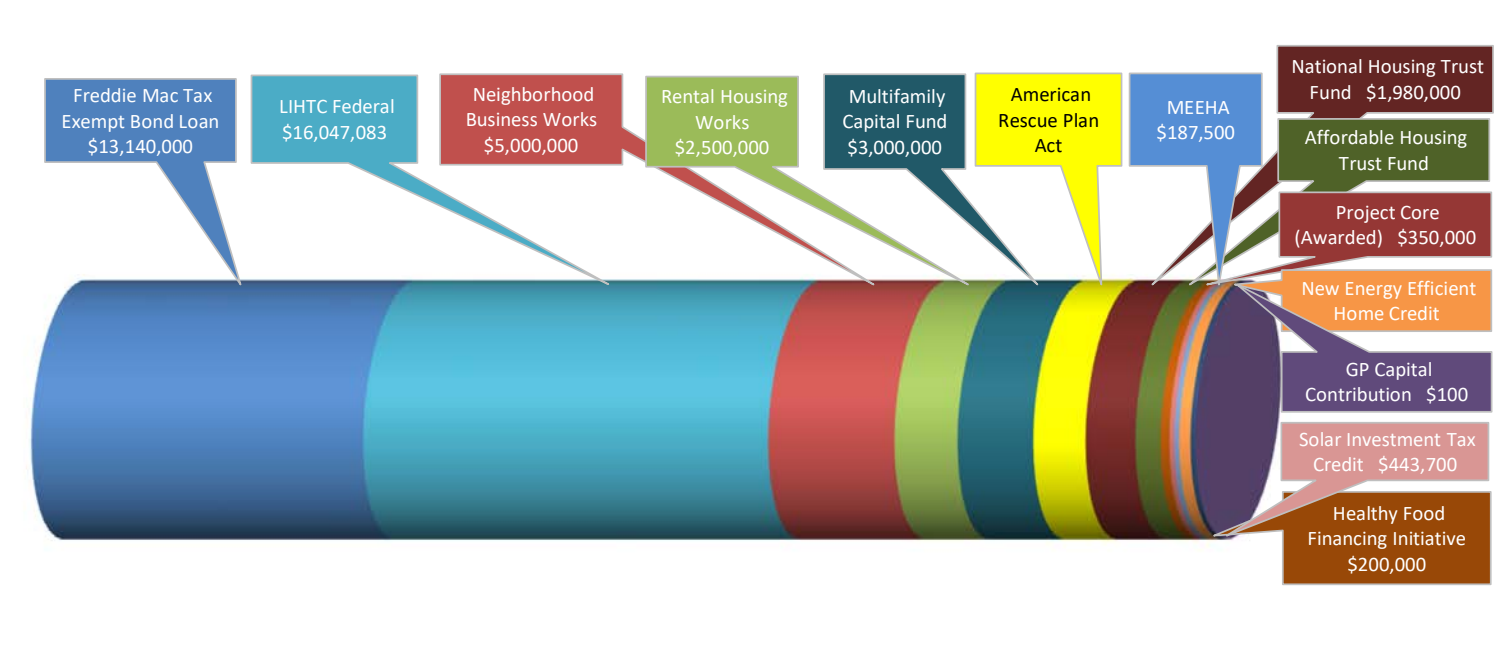 Freddie Mac Tax
Exempt Bond Loan
$13,140,000
LIHTC Federal
$16,047,083
Neighborhood
Business Works
$5,000,000
Rental Housing
Works
$2,500,000
Multifamily
Capital Fund
$3,000,000
American
Rescue Plan
Act
MEEHA
$187,500
National Housing Trust
Fund $1,980,000
Affordable Housing
Trust Fund
Project Core
(Awarded) $350,000
New Energy Efficient
Home Credit
GP Capital
Contribution $100
Solar Investment Tax
Credit $443,700
Healthy Food
Financing Initiative
$200,000